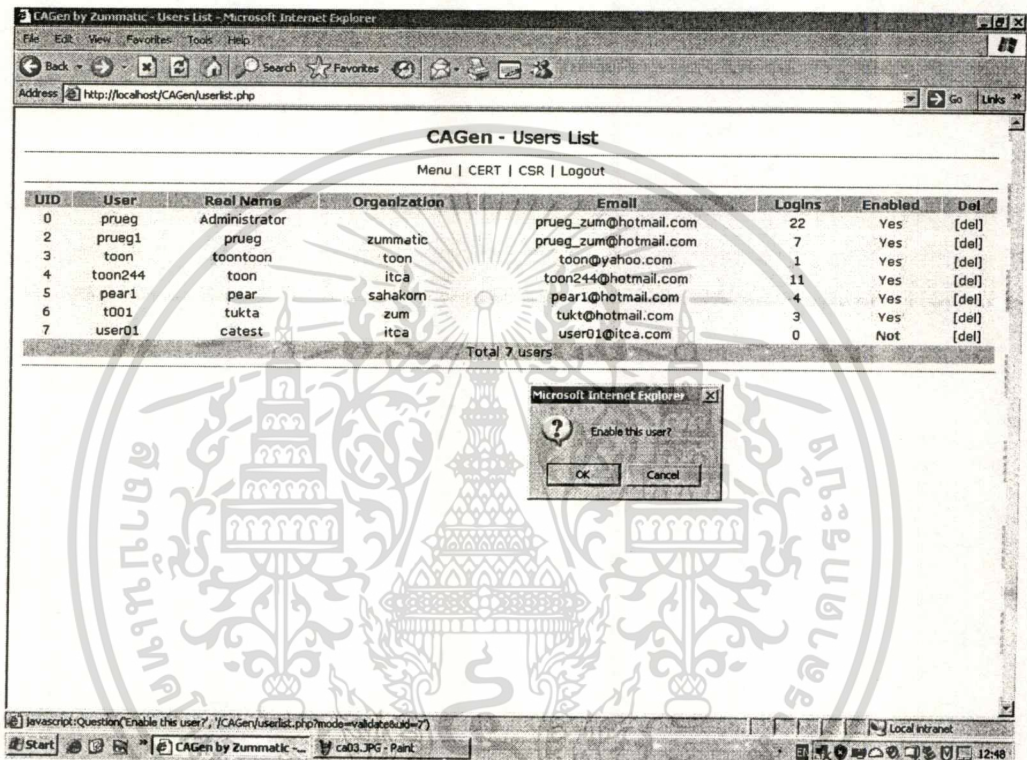 CAGen by Zummatic - Users List - Microsoft Internet Explorer
File Edit View Favorites Tools Help
Back Search Favorites
Address http://localhost/CAGen/userlist.php Go Links »
CAGen - Users List
Menu | CERT | CSR | Logout
UID User Real Name Organization Email Logins Enabled Del
0 prueg Administrator prueg_zum@hotmail.com 22 Yes [del]
2 prueg1 prueg zummatic prueg_zum@hotmail.com 7 Yes [del]
3 toon toontoon toon toon@yahoo.com 1 Yes [del]
4 toon244 toon itca toon244@hotmail.com 11 Yes [del]
5 pear1 pear sahakorn pear1@hotmail.com 4 Yes [del]
6 t001 tukta zum tukt@hotmail.com 3 Yes [del]
7 user01 catest itca user01@itca.com 0 Not [del]
Total 7 users
Microsoft Internet Explorer
Enable this user?
OK Cancel
javascript:Question('Enable this user?', '/CAGen/userlist.php?mode=validate&uid=7')
Local intranet
Start » CAGen by Zummatic -... ca03.JPG - Paint 12:48